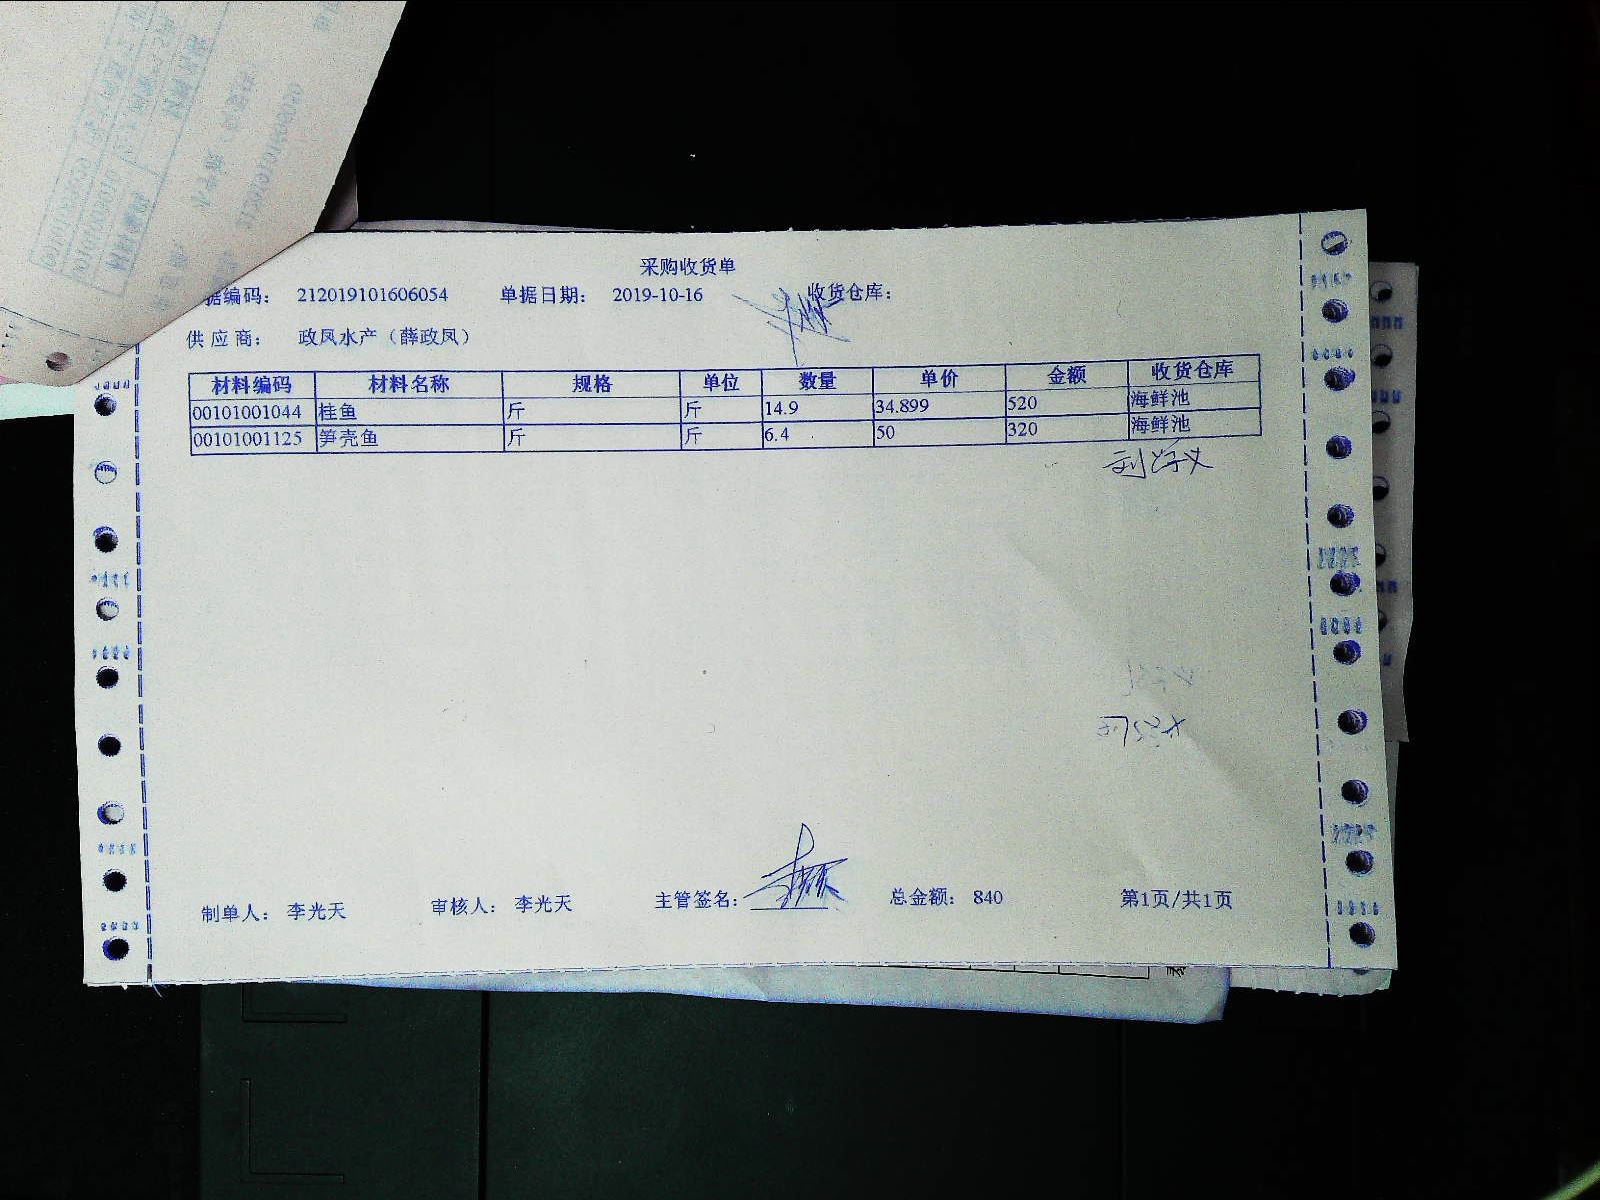 采购收货单
据编码： 212019101606054 单据日期： 2019-10-16 收货仓库：
供应商： 政凤水产（薛政凤）
材料编码 材料名称 规格 单位 数量 单价 金额 收货仓库
00101001044 桂鱼 斤 斤 14.9 34.899 520 海鲜池
00101001125 笋壳鱼 斤 斤 6.4 50 320 海鲜池
制单人： 李光天 审核人： 李光天 主管签名： 总金额： 840 第1页/共1页